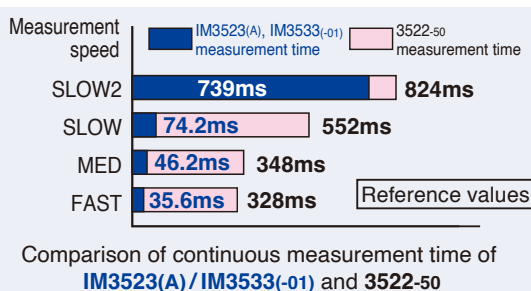 Measurement speed
IM3523(A), IM3533(-01) measurement time
3522-50 measurement time
SLOW2 739ms 824ms
SLOW 74.2ms 552ms
MED 46.2ms 348ms
FAST 35.6ms 328ms
Reference values
Comparison of continuous measurement time of
IM3523(A)/IM3533(-01) and 3522-50